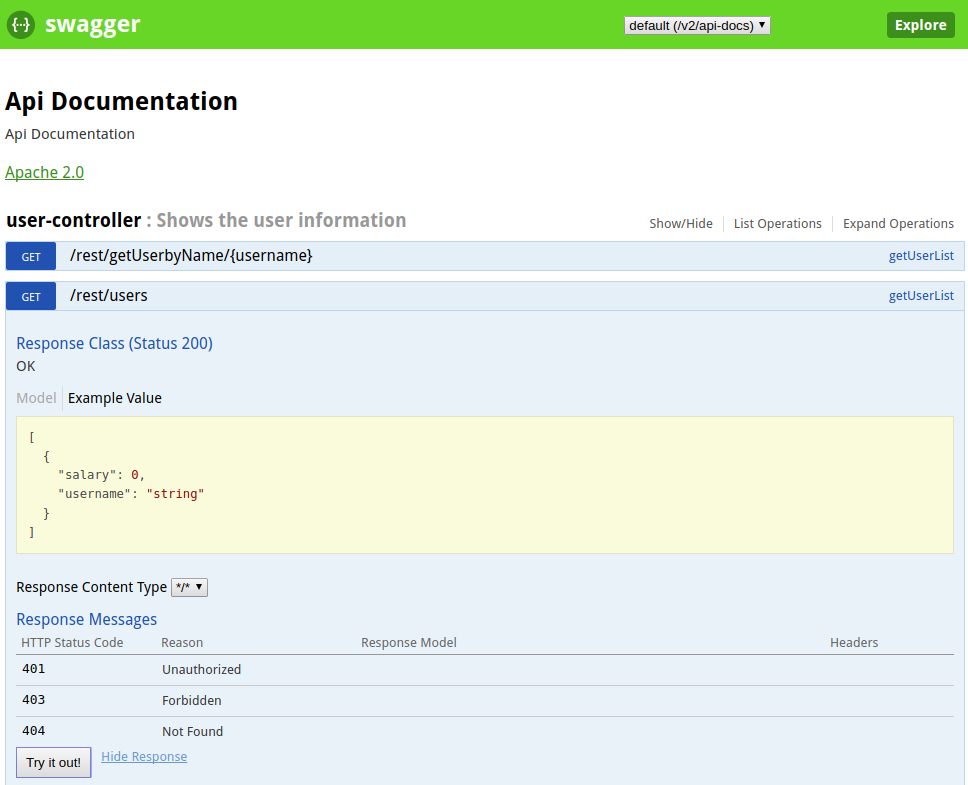 {···} swagger default (/v2/api-docs) ▼ Explore
Api Documentation
Api Documentation
Apache 2.0
user-controller : Shows the user information Show/Hide List Operations Expand Operations
GET /rest/getUserbyName/{username} getUserList
GET /rest/users getUserList
Response Class (Status 200)
OK
Model Example Value
[
  {
    "salary": 0,
    "username": "string"
  }
]
Response Content Type */* ▼
Response Messages
HTTP Status Code Reason Response Model Headers
401 Unauthorized
403 Forbidden
404 Not Found
Try it out! Hide Response